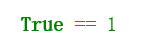 True == 1